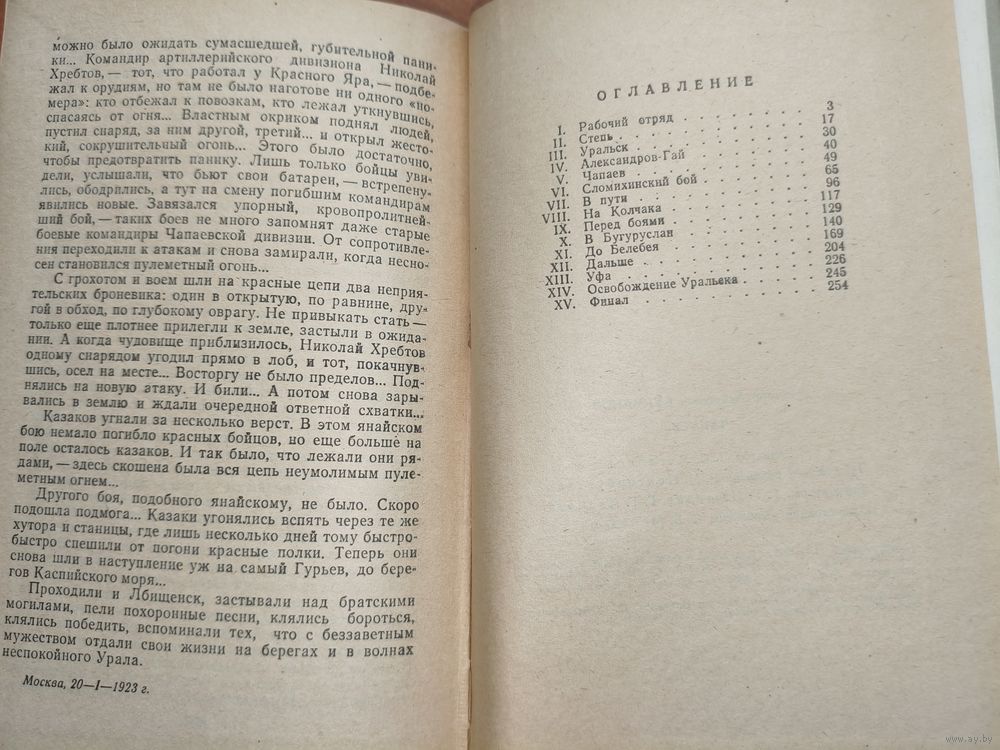 можно было ожидать сумасшедшей, губительной пани-
ки... Командир артиллерийского дивизиона Николай
Хребтов, — тот, что работал у Красного Яра, — подбе-
жал к орудиям, но там не было наготове ни одного «но-
мера»: кто отбежал к повозкам, кто лежал уткнувшись,
спасаясь от огня... Властным окриком поднял людей,
пустил снаряд, за ним другой, третий... и открыл жесто-
кий, сокрушительный огонь... Этого было достаточно,
чтобы предотвратить панику. Лишь только бойцы уви-
дели, услышали, что бьют свои батареи, — встрепену-
лись, ободрились, а тут на смену погибшим командирам
явились новые. Завязался упорный, кровопролитней-
ший бой, — таких боев не много запомнят даже старые
боевые командиры Чапаевской дивизии. От сопротивле-
ния переходили к атакам и снова замирали, когда несно-
сен становился пулеметный огонь...
С грохотом и воем шли на красные цепи два неприя-
тельских броневика: один в открытую, по равнине, дру-
гой в обход, по глубокому оврагу. Не привыкать стать —
только еще плотнее прилегли к земле, застыли в ожида-
нии. А когда чудовище приблизилось, Николай Хребтов
одному снарядом угодил прямо в лоб, и тот, покачнув-
шись, осел на месте... Восторгу не было пределов... Под-
нялись на новую атаку. И били... А потом снова зары-
вались в землю и ждали очередной ответной схватки...
Казаков угнали за несколько верст. В этом янайском
бою немало погибло красных бойцов, но еще больше на
поле осталось казаков. И так было, что лежали они ря-
дами, — здесь скошена была вся цепь неумолимым пуле-
метным огнем...
Другого боя, подобного янайскому, не было. Скоро
подошла подмога... Казаки угонялись вспять через те же
хутора и станицы, где лишь несколько дней тому быстро-
быстро спешили от погони красные полки. Теперь они
снова шли в наступление уж на самый Гурьев, до бере-
гов Каспийского моря...
Проходили и Лбищенск, застывали над братскими
могилами, пели похоронные песни, клялись бороться,
клялись победить, вспоминали тех, что с беззаветным
мужеством отдали свои жизни на берегах и в волнах
неспокойного Урала.
Москва, 20—I—1923 г.
ОГЛАВЛЕНИЕ
I. Рабочий отряд . . . . . . . 3
II. Степь . . . . . . . . . 17
III. Уральск . . . . . . . . 30
IV. Александров-Гай . . . . . . 40
V. Чапаев . . . . . . . . . 49
VI. Сломихинский бой . . . . . . 65
VII. В пути . . . . . . . . . 96
VIII. На Колчака . . . . . . . . 117
IX. Перед боями . . . . . . . 129
X. В Бугуруслан . . . . . . . 140
XI. До Белебея . . . . . . . . 169
XII. Дальше . . . . . . . . . 204
XIII. Уфа . . . . . . . . . . 226
XIV. Освобождение Уральска . . . . . 245
XV. Финал . . . . . . . . . 254
www.ay.by